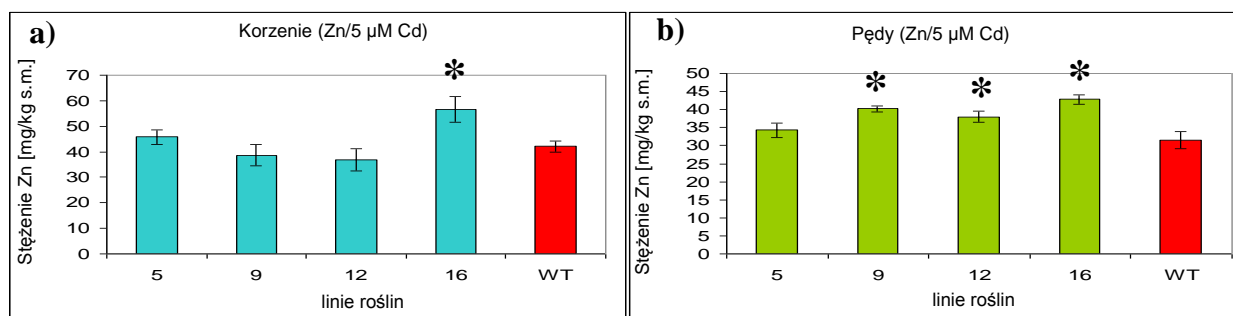 a)
Korzenie (Zn/5 µM Cd)
Stężenie Zn [mg/kg s.m.]
70
60
50
40
30
20
10
0
*
5 9 12 16 WT
linie roślin
b)
Pędy (Zn/5 µM Cd)
Stężenie Zn [mg/kg s.m.]
50
45
40
35
30
25
20
15
10
5
0
* * *
5 9 12 16 WT
linie roślin